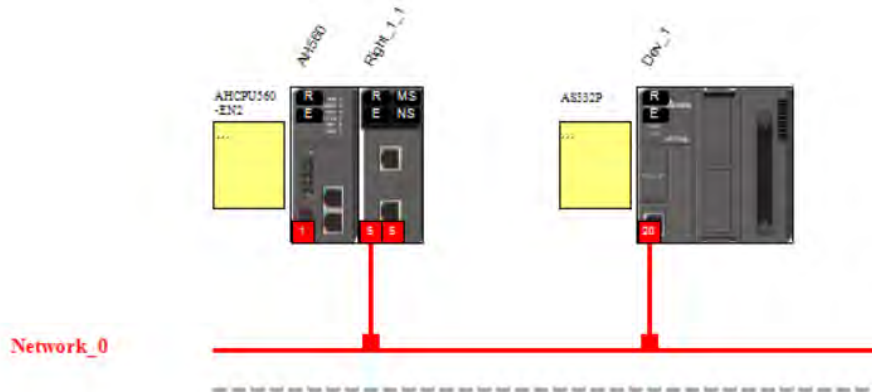 AH560
Right_1_1
Dev_1
AHCPU560
-EN2
...
R
E
R MS
E NS
AS332P
...
R
E
1
5 5
20
Network_0